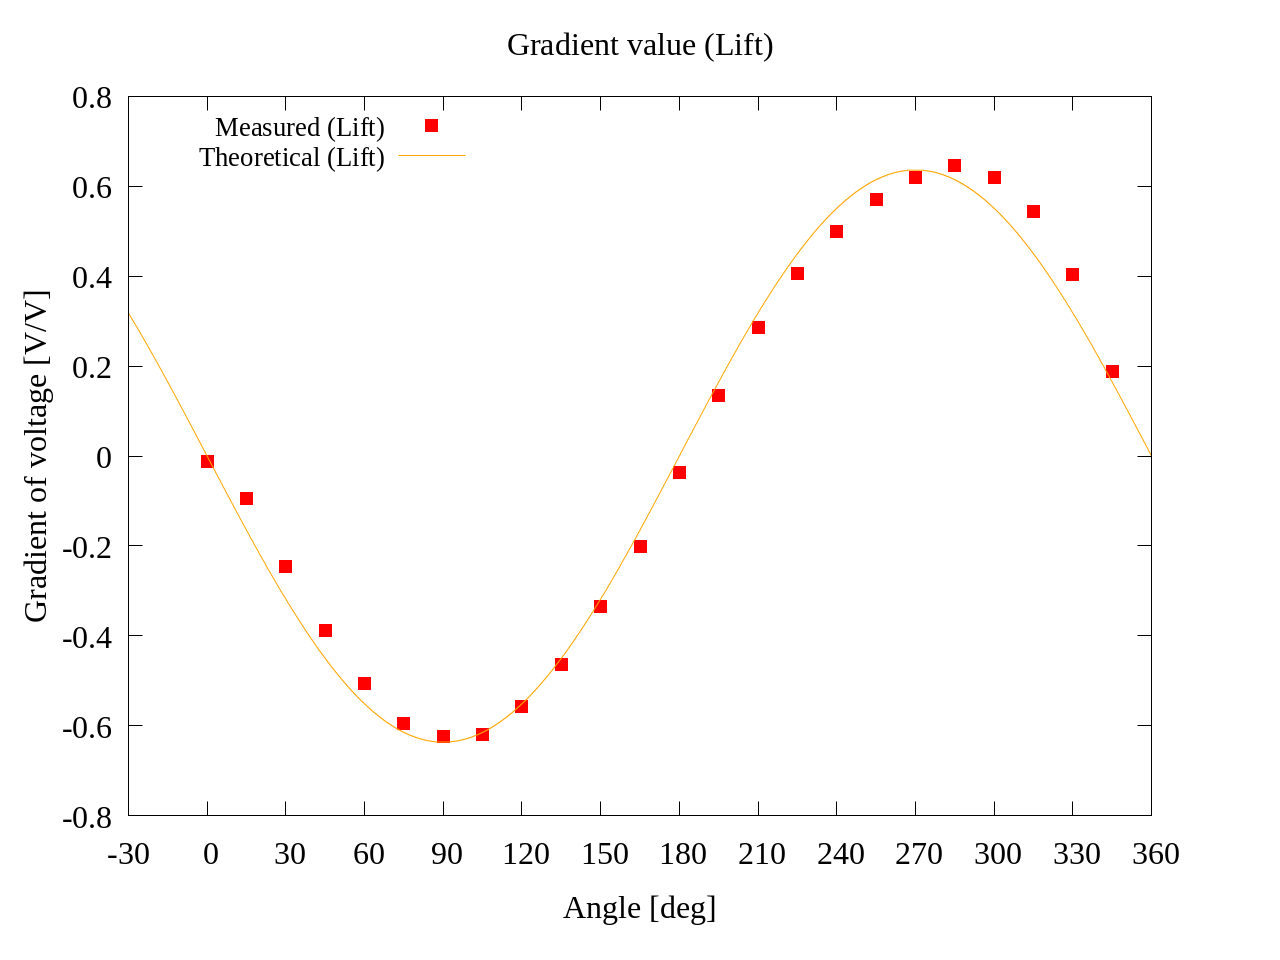 Gradient value (Lift)
Measured (Lift)
Theoretical (Lift)
0.8
0.6
0.4
0.2
0
-0.2
-0.4
-0.6
-0.8
Gradient of voltage [V/V]
-30 0 30 60 90 120 150 180 210 240 270 300 330 360
Angle [deg]